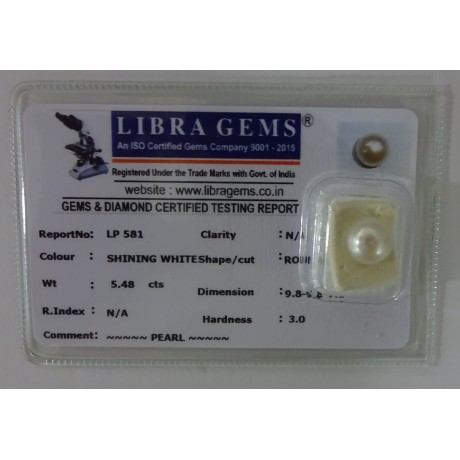 LIBRA GEMS®
An ISO Certified Gems Company 9001 - 2015
Registered Under the Trade Marks with Govt. of India
website : www.libragems.co.in
GEMS & DIAMOND CERTIFIED TESTING REPORT
ReportNo: LP 581 Clarity : N/A
Colour : SHINING WHITE Shape/cut :
Wt : 5.48 cts Dimension :
R.Index : N/A Hardness : 3.0
Comment: ~~~~~ PEARL ~~~~~